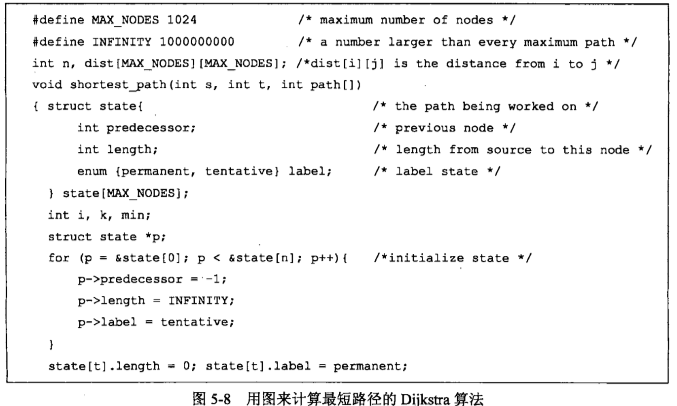 #define MAX_NODES 1024 /* maximum number of nodes */
#define INFINITY 1000000000 /* a number larger than every maximum path */
int n, dist[MAX_NODES][MAX_NODES]; /*dist[i][j] is the distance from i to j */
void shortest_path(int s, int t, int path[])
{ struct state{ /* the path being worked on */
int predecessor; /* previous node */
int length; /* length from source to this node */
enum {permanent, tentative} label; /* label state */
} state[MAX_NODES];
int i, k, min;
struct state *p;
for (p = &state[0]; p < &state[n]; p++){ /*initialize state */
p->predecessor = -1;
p->length = INFINITY;
p->label = tentative;
}
state[t].length = 0; state[t].label = permanent;
图 5-8 用图来计算最短路径的 Dijkstra 算法